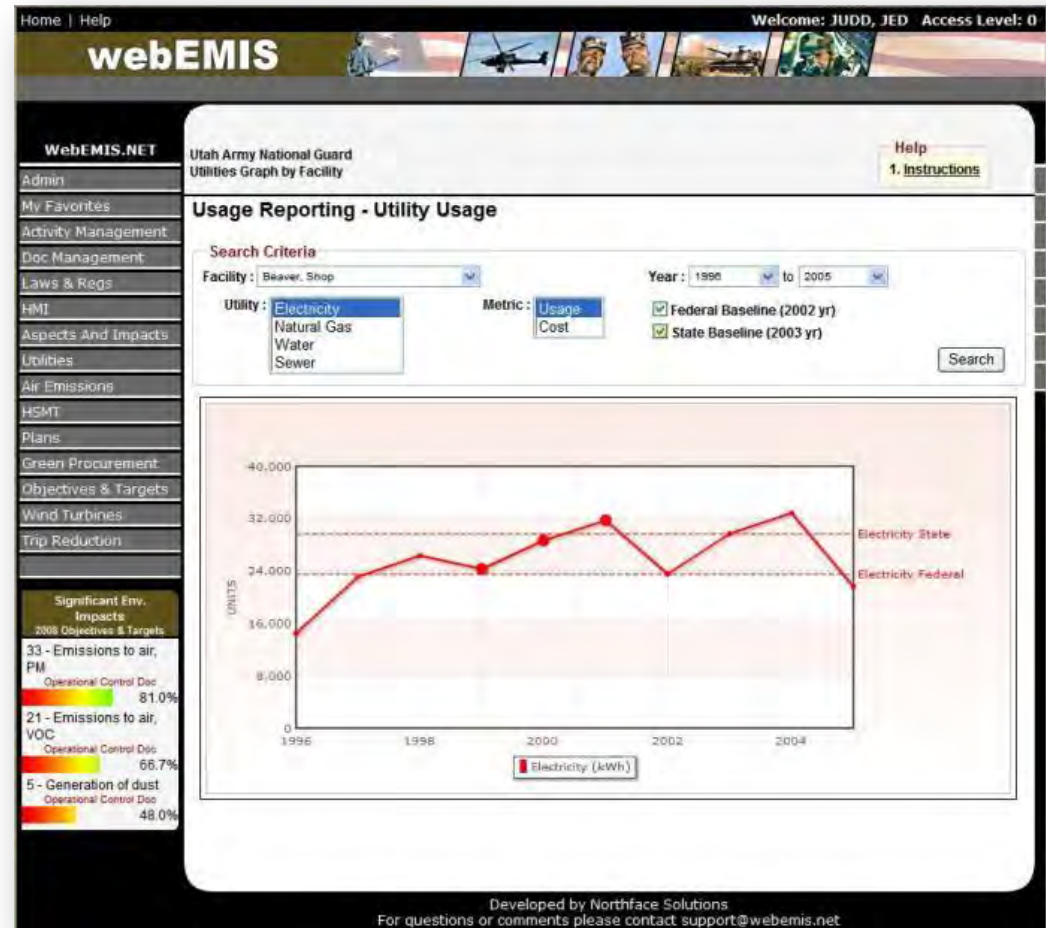 Home | Help
Welcome: JUDD, JED Access Level: 0
webEMIS
WebEMIS.NET
Admin
My Favorites
Activity Management
Doc Management
Laws & Regs
HMI
Aspects And Impacts
Utilities
Air Emissions
HSMT
Plans
Green Procurement
Objectives & Targets
Wind Turbines
Trip Reduction
Significant Env.
Impacts
2008 Objectives & Targets
33 - Emissions to air,
PM
Operational Control Doc
81.0%
21 - Emissions to air,
VOC
Operational Control Doc
66.7%
5 - Generation of dust
Operational Control Doc
48.0%
Utah Army National Guard
Utilities Graph by Facility
Help
1. Instructions
Usage Reporting - Utility Usage
Search Criteria
Facility : Beaver, Shop
Year : 1996 to 2005
Utility : Electricity
Natural Gas
Water
Sewer
Metric : Usage
Cost
Federal Baseline (2002 yr)
State Baseline (2003 yr)
Search
40,000
32,000
24,000
16,000
8,000
0
UNITS
Electricity State
Electricity Federal
1996 1998 2000 2002 2004
Electricity (kWh)
Developed by Northface Solutions
For questions or comments please contact support@webemis.net